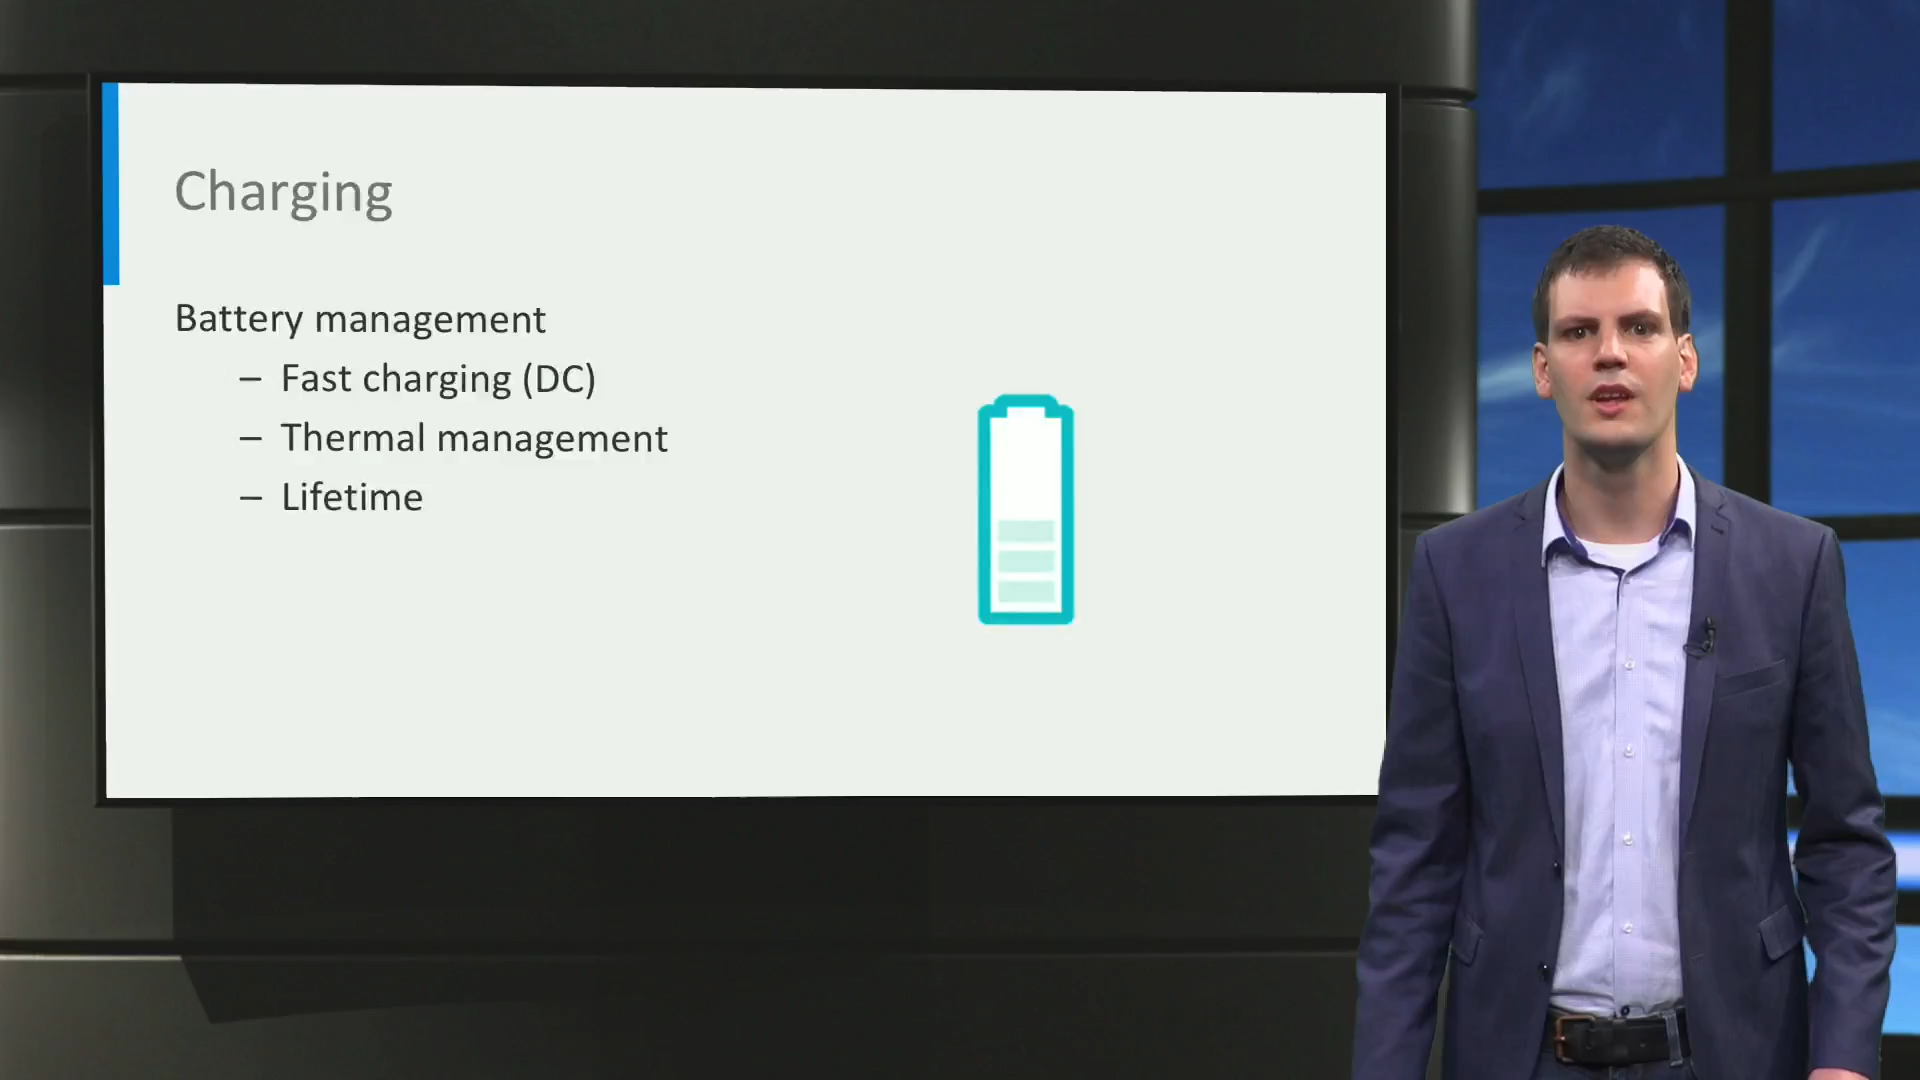 Charging
Battery management
– Fast charging (DC)
– Thermal management
– Lifetime